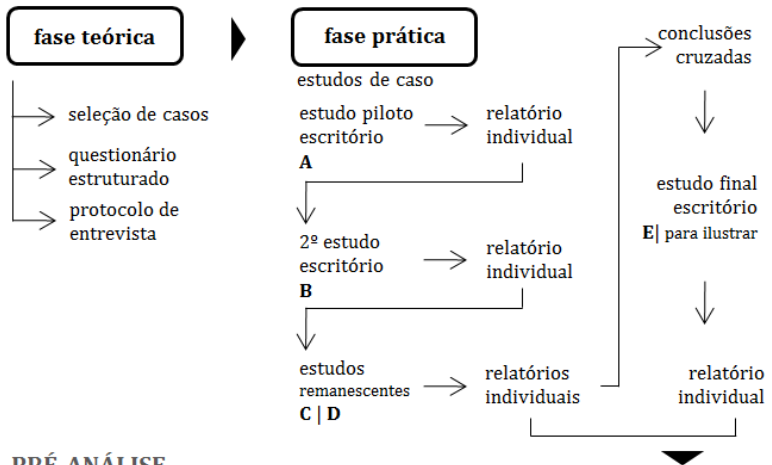 fase teórica
seleção de casos
questionário
estruturado
protocolo de
entrevista
fase prática
estudos de caso
estudo piloto
escritório
A
relatório
individual
2º estudo
escritório
B
relatório
individual
estudos
remanescentes
C | D
relatórios
individuais
conclusões
cruzadas
estudo final
escritório
E| para ilustrar
relatório
individual
PRÉ-ANÁLISE